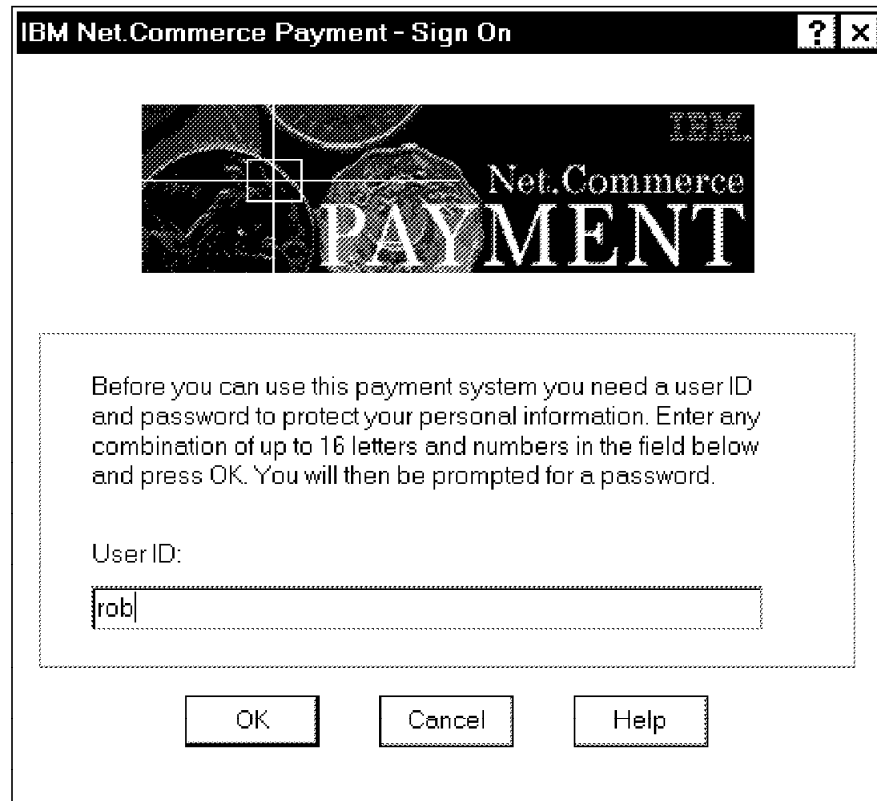 IBM Net.Commerce Payment - Sign On
? ×
IBM.
Net.Commerce
PAYMENT
Before you can use this payment system you need a user ID
and password to protect your personal information. Enter any
combination of up to 16 letters and numbers in the field below
and press OK. You will then be prompted for a password.
User ID:
rob
OK Cancel Help